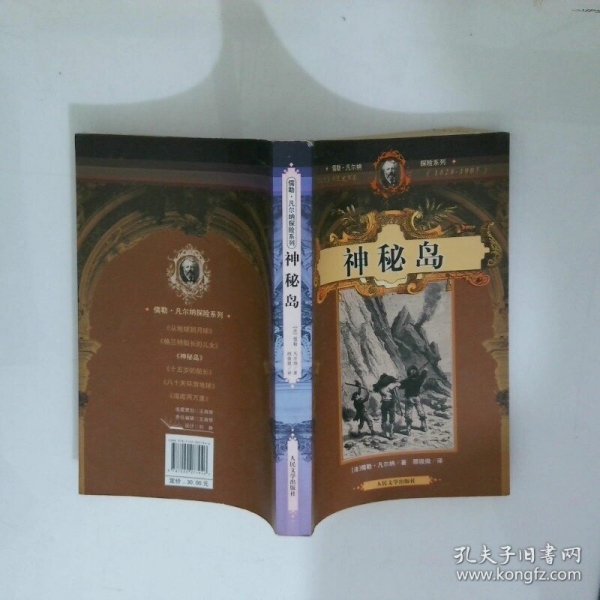 儒勒·凡尔纳探险系列
《从地球到月球》
《格兰特船长的儿女》
《神秘岛》
《十五岁的船长》
《八十天环游地球》
《海底两万里》
定价：30.00元
儒勒·凡尔纳探险系列
神秘岛
人民文学出版社
儒勒·凡尔纳
探险系列
(1828-1905)
神秘岛
[法]儒勒·凡尔纳 著
译
人民文学出版社
孔夫子旧书网
www.kongfz.com